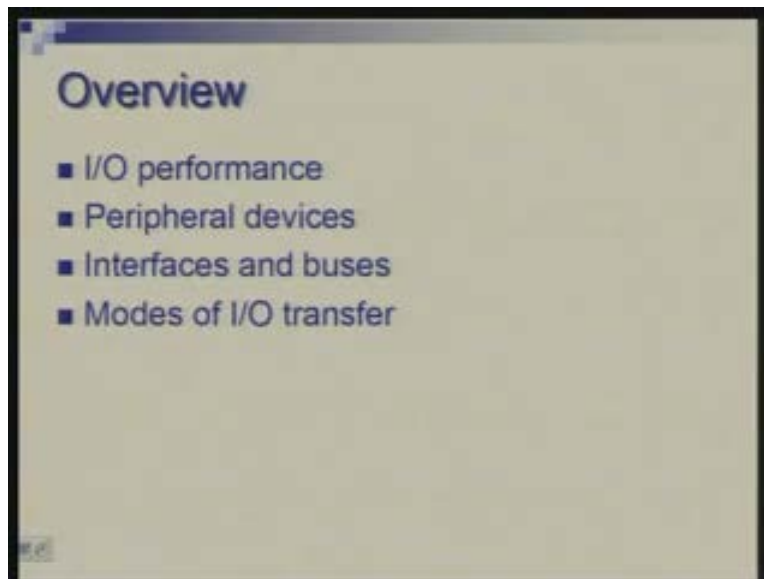 Overview
I/O performance
Peripheral devices
Interfaces and buses
Modes of I/O transfer